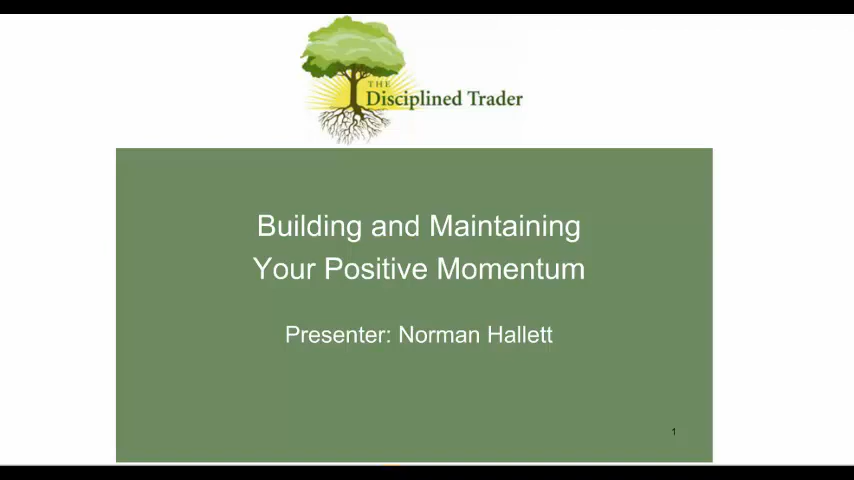 THE
Disciplined Trader
Building and Maintaining
Your Positive Momentum
Presenter: Norman Hallett
1